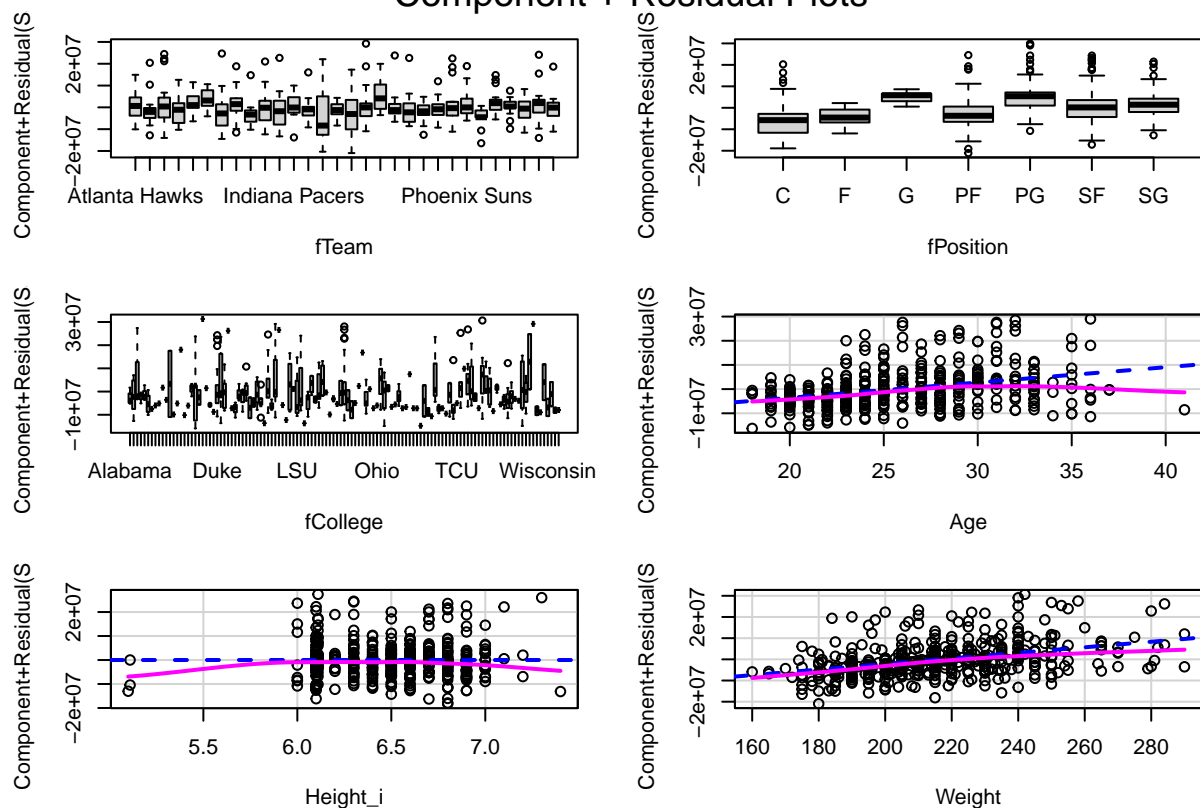 Component + Residual Plots
Component+Residual(S
−2e+07
2e+07
Atlanta Hawks
Indiana Pacers
Phoenix Suns
fTeam
Component+Residual(S
−2e+07
2e+07
C
F
G
PF
PG
SF
SG
fPosition
Component+Residual(S
−1e+07
3e+07
Alabama
Duke
LSU
Ohio
TCU
Wisconsin
fCollege
Component+Residual(S
−1e+07
3e+07
20
25
30
35
40
Age
Component+Residual(S
−2e+07
2e+07
5.5
6.0
6.5
7.0
Height_i
Component+Residual(S
−2e+07
2e+07
160
180
200
220
240
260
280
Weight